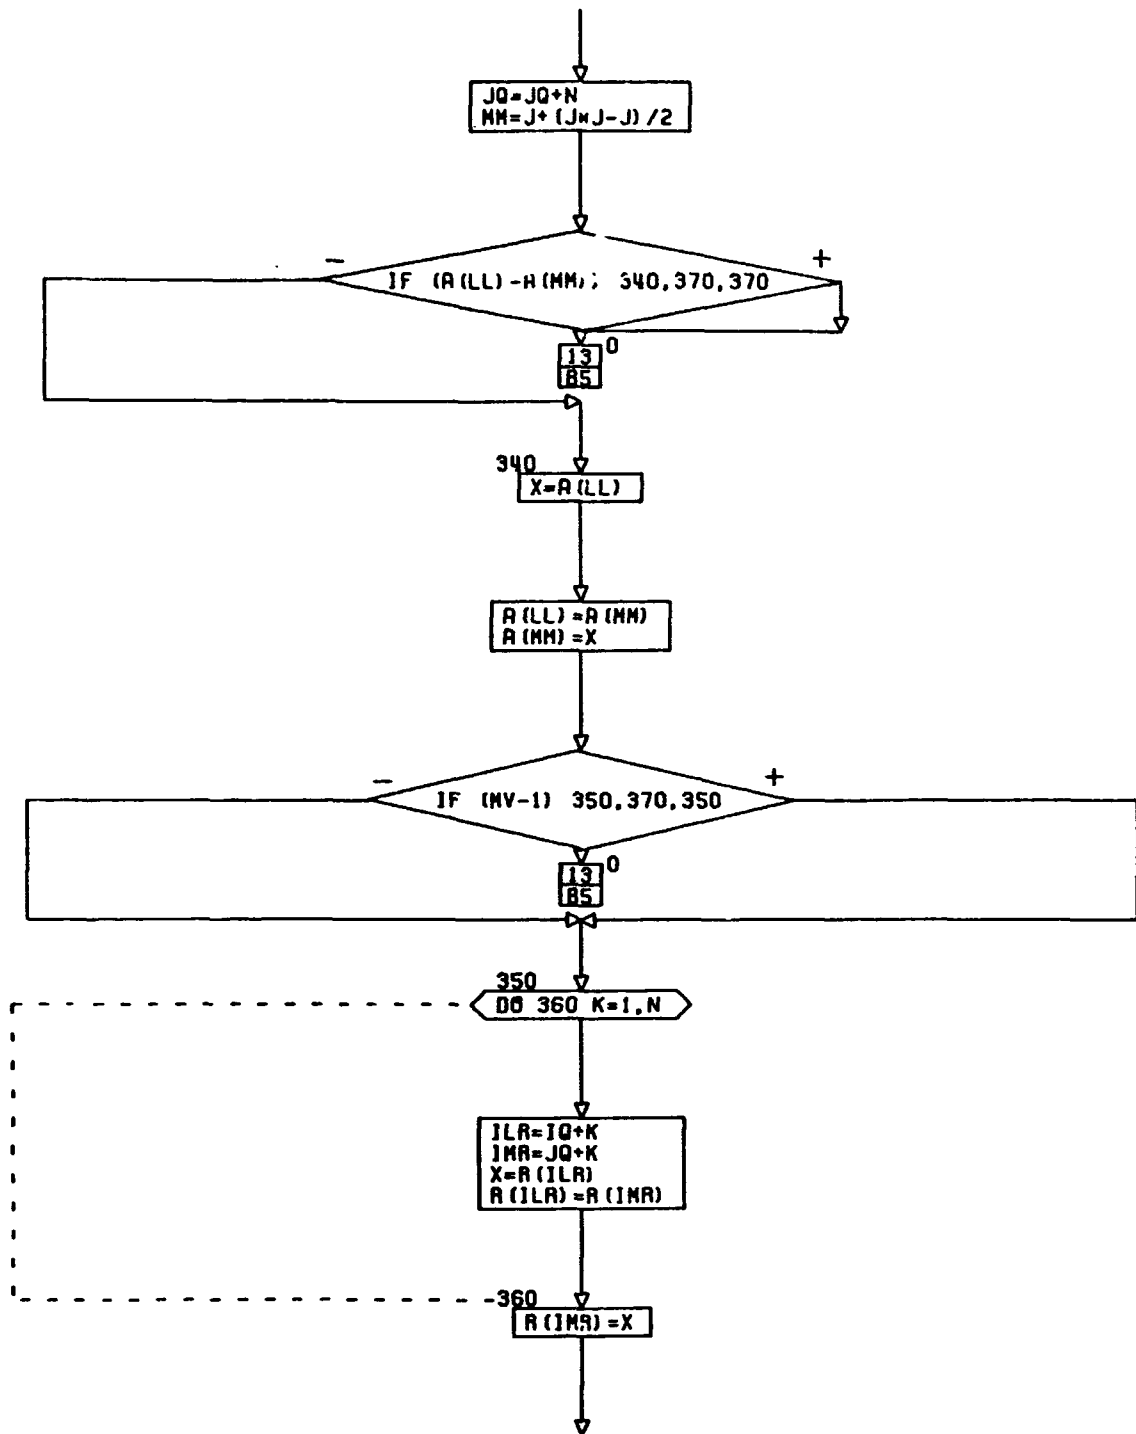 JQ=JQ+N
MM=J+(J*J-J)/2
- +
IF (A(LL)-A(MM)) 340,370,370
0
13
B5
340
X=A(LL)
A(LL)=A(MM)
A(MM)=X
- +
IF (MV-1) 350,370,350
0
13
B5
350
DO 360 K=1,N
ILR=IQ+K
IMR=JQ+K
X=R(ILR)
R(ILR)=R(IMR)
360
R(IMR)=X